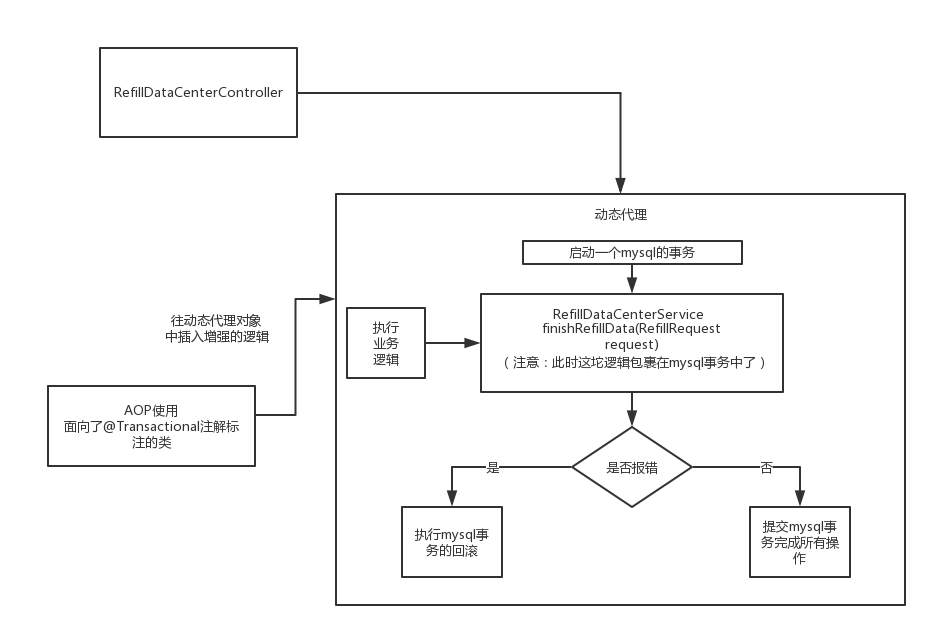 RefillDataCenterController
动态代理
启动一个mysql的事务
RefillDataCenterService
finishRefillData(RefillRequest
request)
（注意：此时这坨逻辑包裹在mysql事务中了）
执行
业务
逻辑
往动态代理对象
中插入增强的逻辑
AOP使用
面向了@Transactional注解标
注的类
是否报错
是
否
执行mysql事
务的回滚
提交mysql事
务完成所有操
作